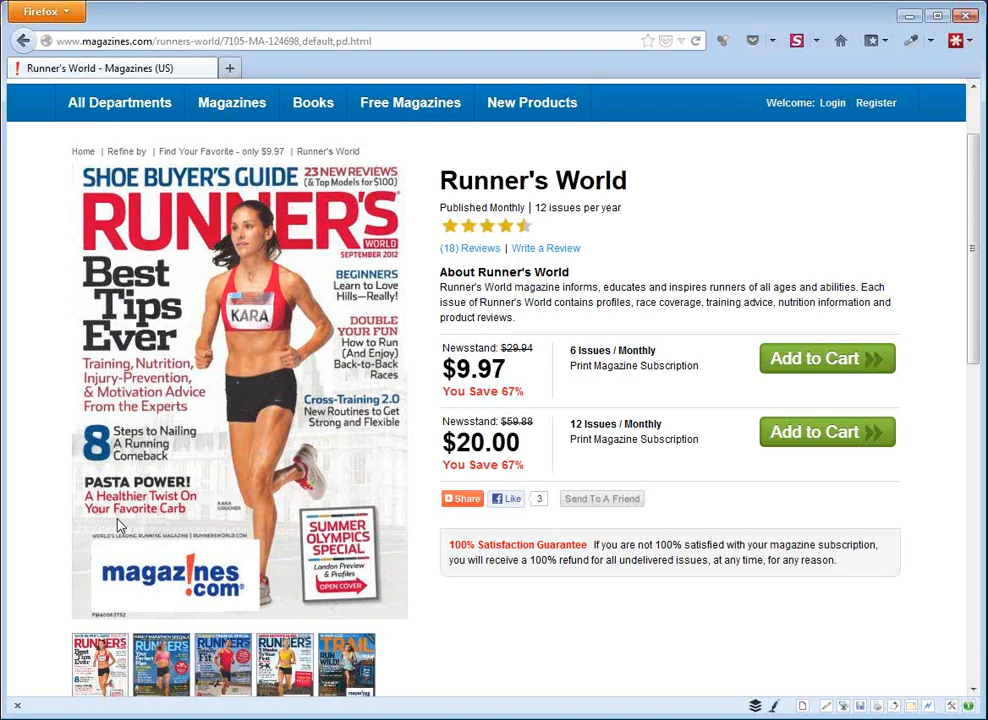 Firefox
www.magazines.com/runners-world/7105-MA-124698,default,pd.html
Runner's World - Magazines (US)
All Departments
Magazines
Books
Free Magazines
New Products
Welcome: Login Register
Home | Refine by | Find Your Favorite - only $9.97 | Runner's World
SHOE BUYER'S GUIDE
23 NEW REVIEWS
(& Top Models for $100)
RUNNER'S
WORLD
SEPTEMBER 2012
Best
Tips
Ever
Training, Nutrition,
Injury-Prevention,
& Motivation Advice
From the Experts
8 Steps to Nailing
A Running
Comeback
PASTA POWER!
A Healthier Twist On
Your Favorite Carb
KARA
BEGINNERS
Learn to Love
Hills—Really!
DOUBLE
YOUR FUN
How to Run
(And Enjoy)
Back-to-Back
Races
Cross-Training 2.0
New Routines to Get
Strong and Flexible
KARA
GOUCHER
WORLD'S LEADING RUNNING MAGAZINE | RUNNERSWORLD.COM
magaz!nes
.com
SUMMER
OLYMPICS
SPECIAL
London Preview
& Profiles
OPEN COVER
Runner's World
Published Monthly | 12 issues per year
(18) Reviews | Write a Review
About Runner's World
Runner's World magazine informs, educates and inspires runners of all ages and abilities. Each
issue of Runner's World contains profiles, race coverage, training advice, nutrition information and
product reviews.
Newsstand: $29.94
$9.97
You Save 67%
6 Issues / Monthly
Print Magazine Subscription
Add to Cart
Newsstand: $59.88
$20.00
You Save 67%
12 Issues / Monthly
Print Magazine Subscription
Add to Cart
Share
Like
3
Send To A Friend
100% Satisfaction Guarantee If you are not 100% satisfied with your magazine subscription,
you will receive a 100% refund for all undelivered issues, at any time, for any reason.